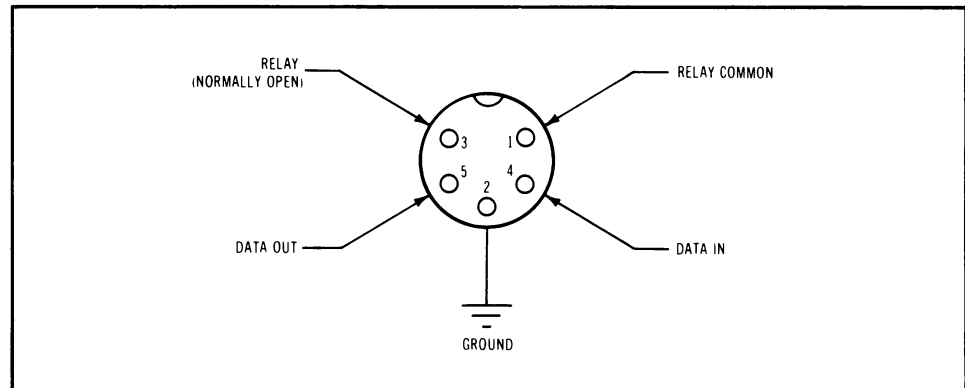 RELAY
(NORMALLY OPEN)
RELAY COMMON
3
1
5
4
2
DATA OUT
DATA IN
GROUND